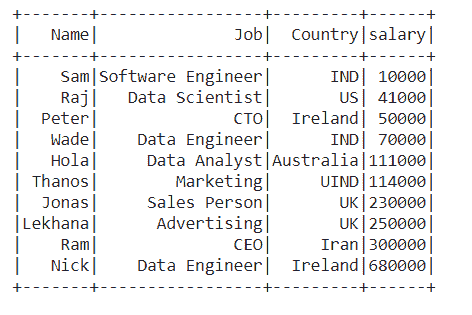 +-------+-----------------+---------+------+
|   Name|              Job|  Country|salary|
+-------+-----------------+---------+------+
|    Sam|Software Engineer|      IND| 10000|
|    Raj|   Data Scientist|       US| 41000|
|  Peter|              CTO|  Ireland| 50000|
|   Wade|    Data Engineer|      IND| 70000|
|   Hola|     Data Analyst|Australia|111000|
| Thanos|        Marketing|     UIND|114000|
|  Jonas|     Sales Person|       UK|230000|
|Lekhana|      Advertising|       UK|250000|
|    Ram|              CEO|     Iran|300000|
|   Nick|    Data Engineer|  Ireland|680000|
+-------+-----------------+---------+------+